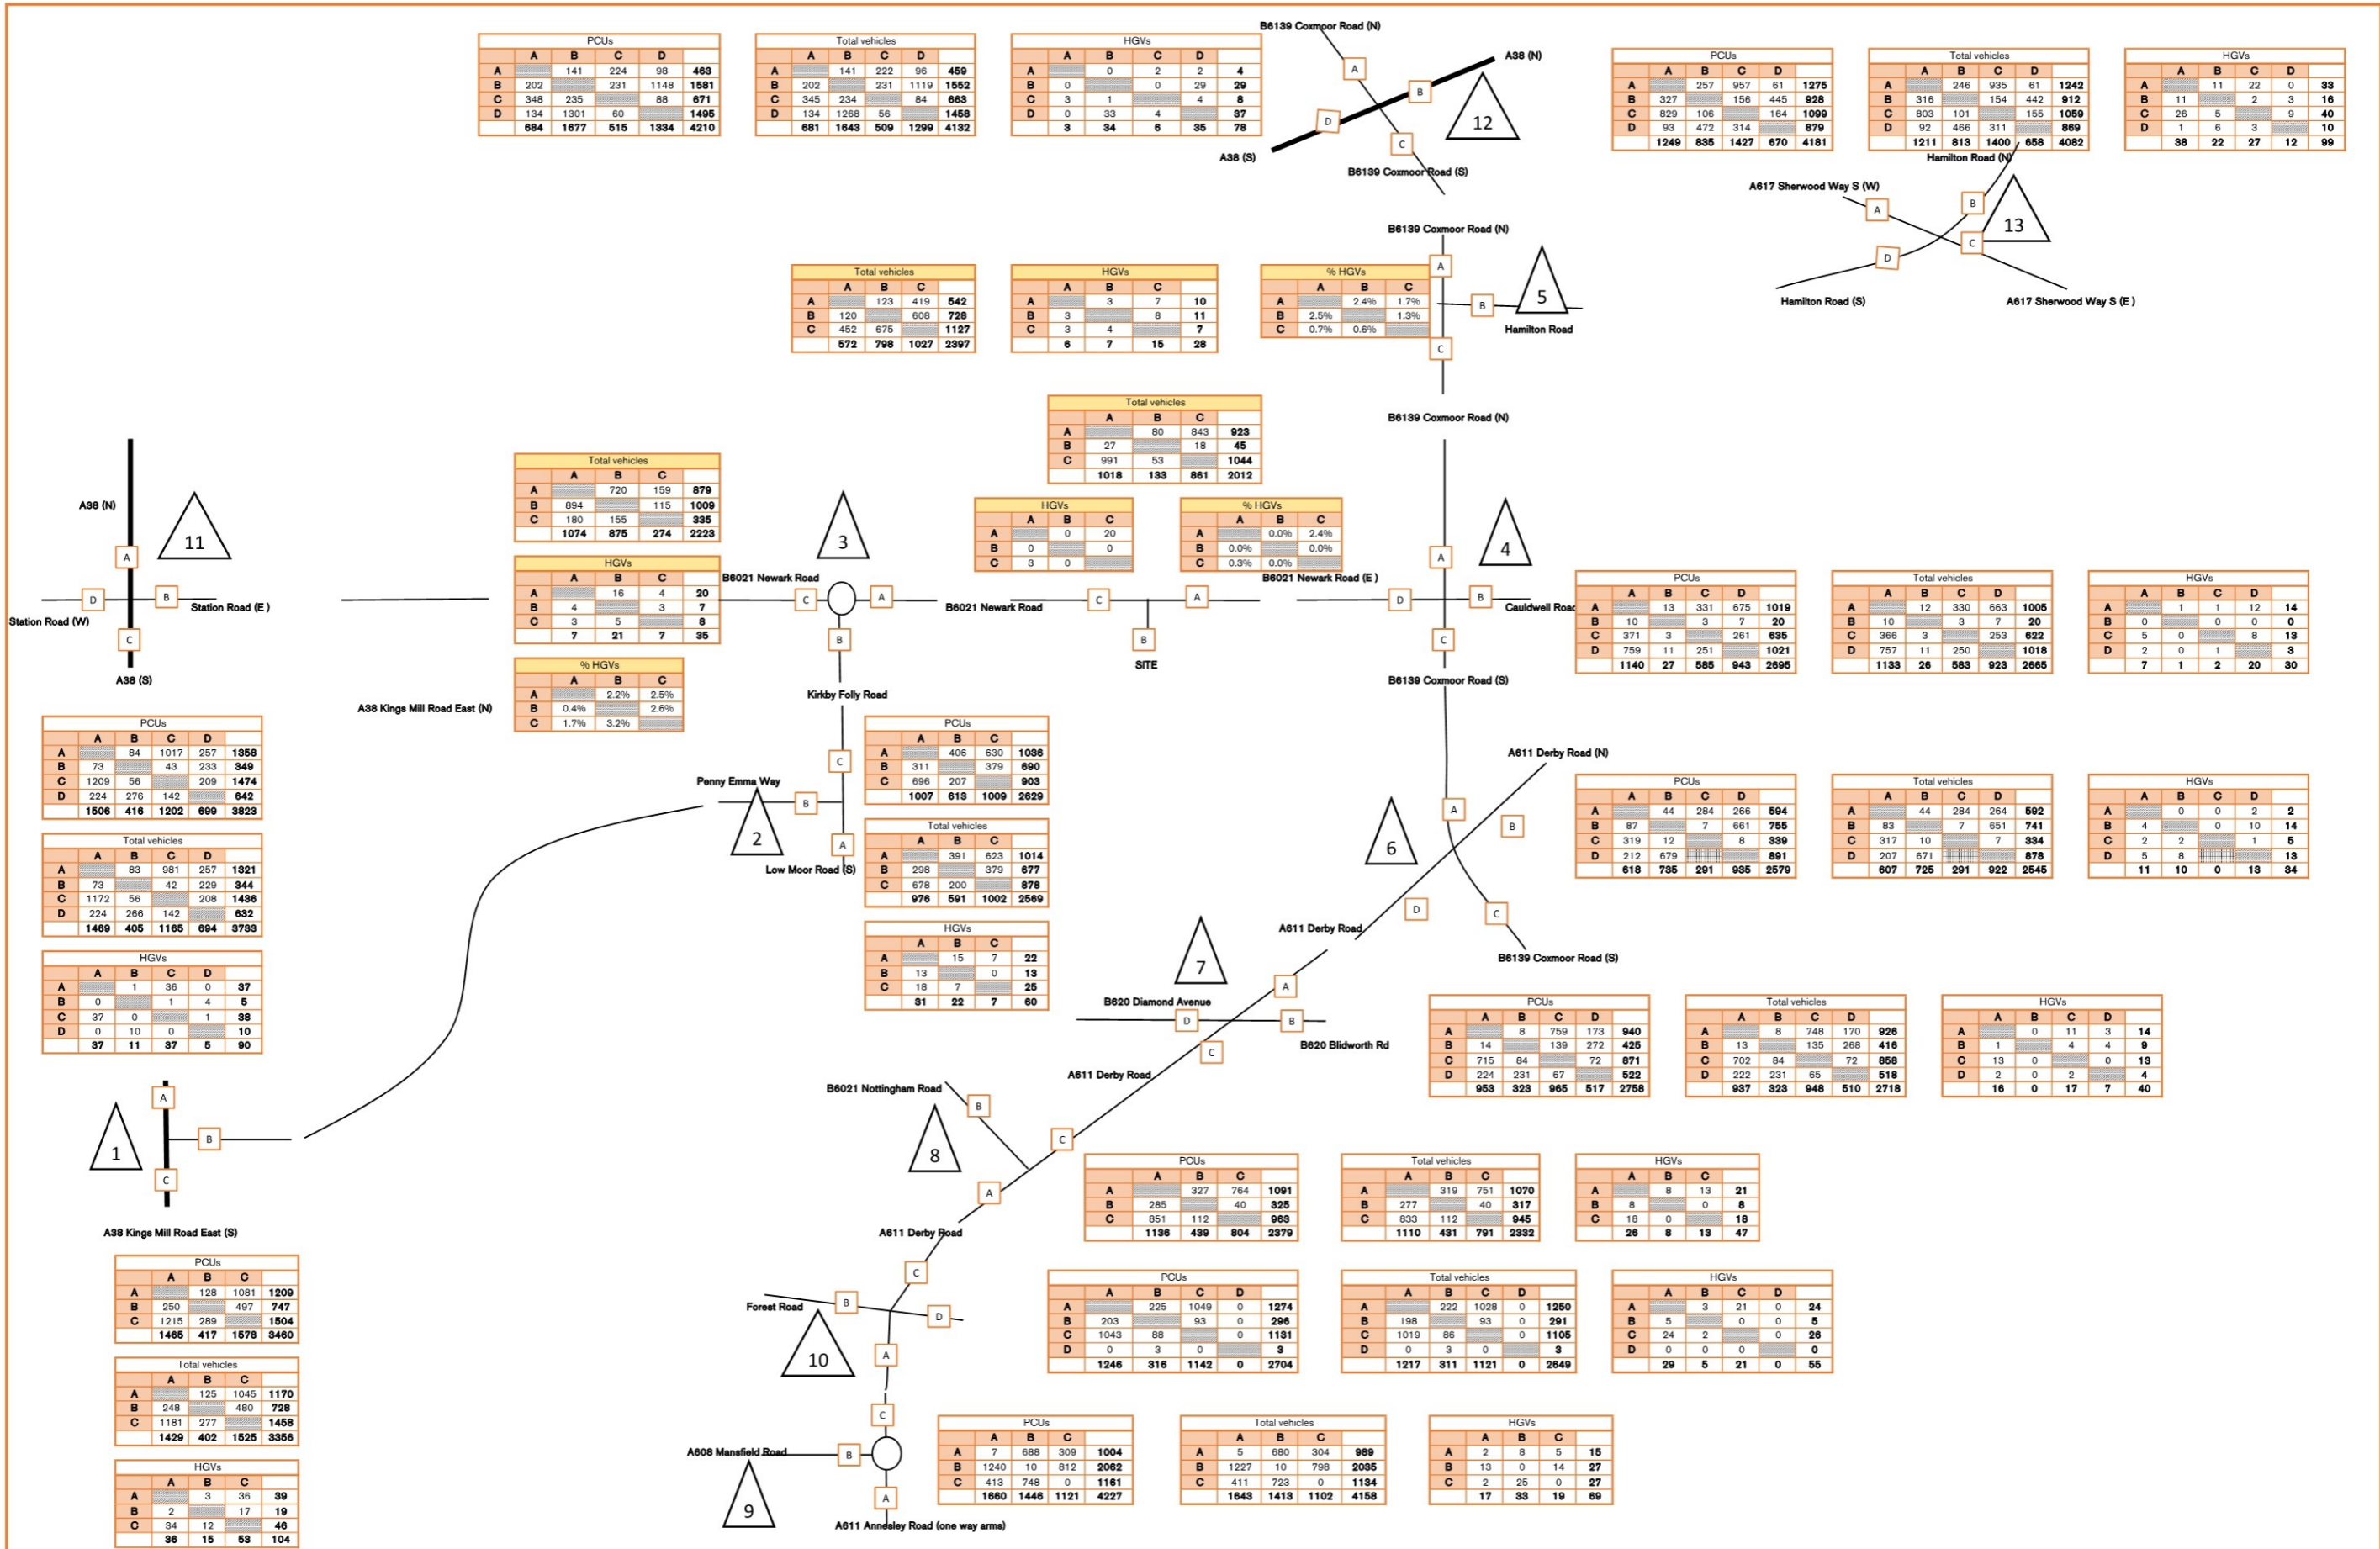 B6139 Coxmoor Road (N)
A
A38 (N)
B
D
12
C
A38 (S)
B6139 Coxmoor Road (S)
PCUs
A B C D
A 141 224 98 463
B 202 231 1148 1581
C 348 235 88 671
D 134 1301 60 1495
684 1677 515 1334 4210
Total vehicles
A B C D
A 141 222 96 459
B 202 231 1119 1552
C 345 234 84 663
D 134 1268 56 1458
681 1643 509 1299 4132
HGVs
A B C D
A 0 2 2 4
B 0 0 29 29
C 3 1 4 8
D 0 33 4 37
3 34 6 35 78
PCUs
A B C D
A 257 957 61 1275
B 327 156 445 928
C 829 106 164 1099
D 93 472 314 879
1249 835 1427 670 4181
Total vehicles
A B C D
A 246 935 61 1242
B 316 154 442 912
C 803 101 155 1059
D 92 466 311 869
1211 813 1400 658 4082
HGVs
A B C D
A 11 22 0 33
B 11 2 3 16
C 26 5 9 40
D 1 6 3 10
38 22 27 12 99
Hamilton Road (N)
A617 Sherwood Way S (W)
A
B
13
C
D
Hamilton Road (S)
A617 Sherwood Way S (E )
Total vehicles
A B C
A 123 419 542
B 120 608 728
C 452 675 1127
572 798 1027 2397
HGVs
A B C
A 3 7 10
B 3 8 11
C 3 4 7
6 7 15 28
% HGVs
A B C
A 2.4% 1.7%
B 2.5% 1.3%
C 0.7% 0.6%
B6139 Coxmoor Road (N)
A
B
5
Hamilton Road
C
Total vehicles
A B C
A 80 843 923
B 27 18 45
C 991 53 1044
1018 133 861 2012
HGVs
A B C
A 0 20
B 0 0
C 3 0
% HGVs
A B C
A 0.0% 2.4%
B 0.0% 0.0%
C 0.3% 0.0%
B6139 Coxmoor Road (N)
A
4
B6021 Newark Road (E )
D
B
Cauldwell Road
C
B6139 Coxmoor Road (S)
PCUs
A B C D
A 13 331 675 1019
B 10 3 7 20
C 371 3 261 635
D 759 11 251 1021
1140 27 585 943 2695
Total vehicles
A B C D
A 12 330 663 1005
B 10 3 7 20
C 366 3 253 622
D 757 11 250 1018
1133 26 583 923 2665
HGVs
A B C D
A 1 1 12 14
B 0 0 0 0
C 5 0 8 13
D 2 0 1 3
7 1 2 20 30
A38 (N)
11
A
D
B
Station Road (E )
Station Road (W)
C
A38 (S)
Total vehicles
A B C
A 720 159 879
B 894 115 1009
C 180 155 335
1074 875 274 2223
HGVs
A B C
A 16 4 20
B 4 3 7
C 3 5 8
7 21 7 35
% HGVs
A B C
A 2.2% 2.5%
B 0.4% 2.6%
C 1.7% 3.2%
3
B6021 Newark Road
C
A
B6021 Newark Road
B
C
A
B
SITE
Kirkby Folly Road
A38 Kings Mill Road East (N)
PCUs
A B C D
A 84 1017 257 1358
B 73 43 233 349
C 1209 56 209 1474
D 224 276 142 642
1506 416 1202 699 3823
Total vehicles
A B C D
A 83 981 257 1321
B 73 42 229 344
C 1172 56 208 1436
D 224 266 142 632
1469 405 1165 694 3733
HGVs
A B C D
A 1 36 0 37
B 0 1 4 5
C 37 0 1 38
D 0 10 0 10
37 11 37 5 90
C
Penny Emma Way
B
2
A
Low Moor Road (S)
PCUs
A B C
A 406 630 1036
B 311 379 690
C 696 207 903
1007 613 1009 2629
Total vehicles
A B C
A 391 623 1014
B 298 379 677
C 678 200 878
976 591 1002 2569
HGVs
A B C
A 15 7 22
B 13 0 13
C 18 7 25
31 22 7 60
A611 Derby Road (N)
6
A
B
D
C
A611 Derby Road
B6139 Coxmoor Road (S)
PCUs
A B C D
A 44 284 266 594
B 87 7 661 755
C 319 12 8 339
D 212 679 891
618 735 291 935 2579
Total vehicles
A B C D
A 44 284 264 592
B 83 7 651 741
C 317 10 7 334
D 207 671 878
607 725 291 922 2545
HGVs
A B C D
A 0 0 2 2
B 4 0 10 14
C 2 2 1 5
D 5 8 13
11 10 0 13 34
7
A
B620 Diamond Avenue
D
B
B620 Blidworth Rd
C
A611 Derby Road
PCUs
A B C D
A 8 759 173 940
B 14 139 272 425
C 715 84 72 871
D 224 231 67 522
953 323 965 517 2758
Total vehicles
A B C D
A 8 748 170 926
B 13 135 268 416
C 702 84 72 858
D 222 231 65 518
937 323 948 510 2718
HGVs
A B C D
A 0 11 3 14
B 1 4 4 9
C 13 0 0 13
D 2 0 2 4
16 0 17 7 40
A
1
B
C
A38 Kings Mill Road East (S)
PCUs
A B C
A 128 1081 1209
B 250 497 747
C 1215 289 1504
1465 417 1578 3460
Total vehicles
A B C
A 125 1045 1170
B 248 480 728
C 1181 277 1458
1429 402 1525 3356
HGVs
A B C
A 3 36 39
B 2 17 19
C 34 12 46
36 15 53 104
B6021 Nottingham Road
B
8
C
A
A611 Derby Road
PCUs
A B C
A 327 764 1091
B 285 40 325
C 851 112 963
1136 439 804 2379
Total vehicles
A B C
A 319 751 1070
B 277 40 317
C 833 112 945
1110 431 791 2332
HGVs
A B C
A 8 13 21
B 8 0 8
C 18 0 18
26 8 13 47
C
Forest Road
B
D
10
A
PCUs
A B C D
A 225 1049 0 1274
B 203 93 0 296
C 1043 88 0 1131
D 0 3 0 3
1246 316 1142 0 2704
Total vehicles
A B C D
A 222 1028 0 1250
B 198 93 0 291
C 1019 86 0 1105
D 0 3 0 3
1217 311 1121 0 2649
HGVs
A B C D
A 3 21 0 24
B 5 0 0 5
C 24 2 0 26
D 0 0 0 0
29 5 21 0 55
C
A608 Mansfield Road
B
9
A
A611 Annesley Road (one way arms)
PCUs
A B C
A 7 688 309 1004
B 1240 10 812 2062
C 413 748 0 1161
1660 1446 1121 4227
Total vehicles
A B C
A 5 680 304 989
B 1227 10 798 2035
C 411 723 0 1134
1643 1413 1102 4158
HGVs
A B C
A 2 8 5 15
B 13 0 14 27
C 2 25 0 27
17 33 19 69